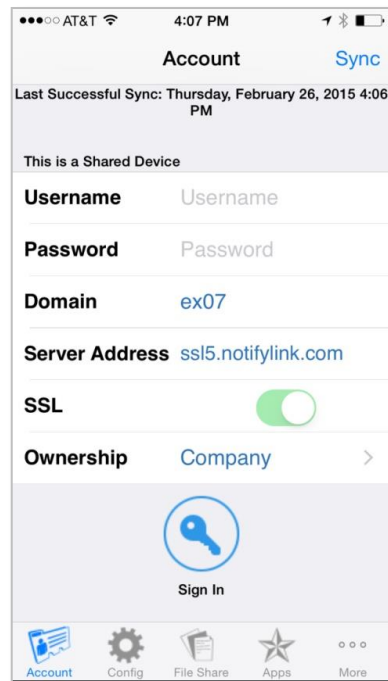 AT&T 4:07 PM
Account Sync
Last Successful Sync: Thursday, February 26, 2015 4:06
PM
This is a Shared Device
Username Username
Password Password
Domain ex07
Server Address ssl5.notifylink.com
SSL
Ownership Company
Sign In
Account Config File Share Apps More